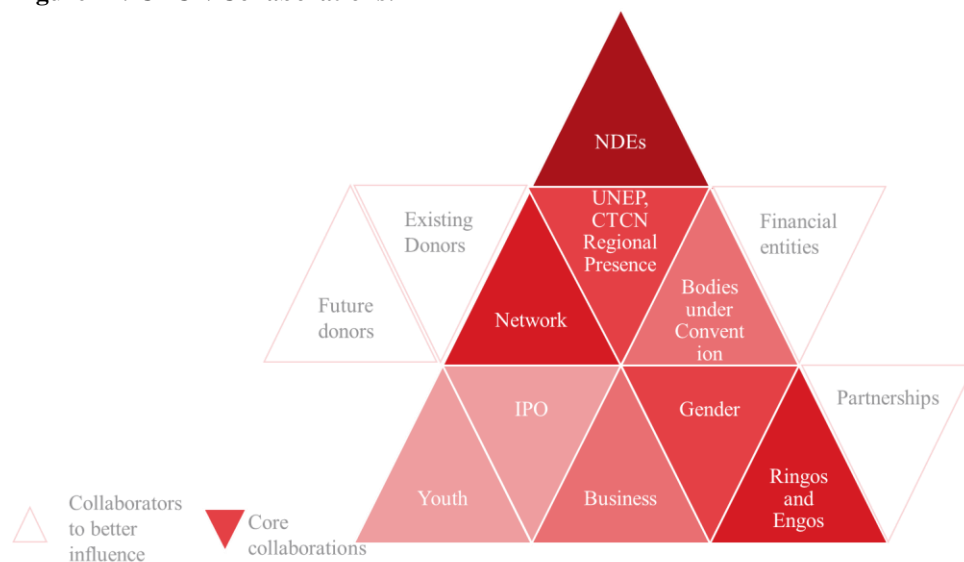 NDEs
Existing
Donors
UNEP,
CTCN
Regional
Presence
Financial
entities
Future
donors
Network
Bodies
under
Convent
ion
IPO
Gender
Partnerships
Youth
Business
Ringos
and
Engos
Collaborators
to better
influence
Core
collaborations